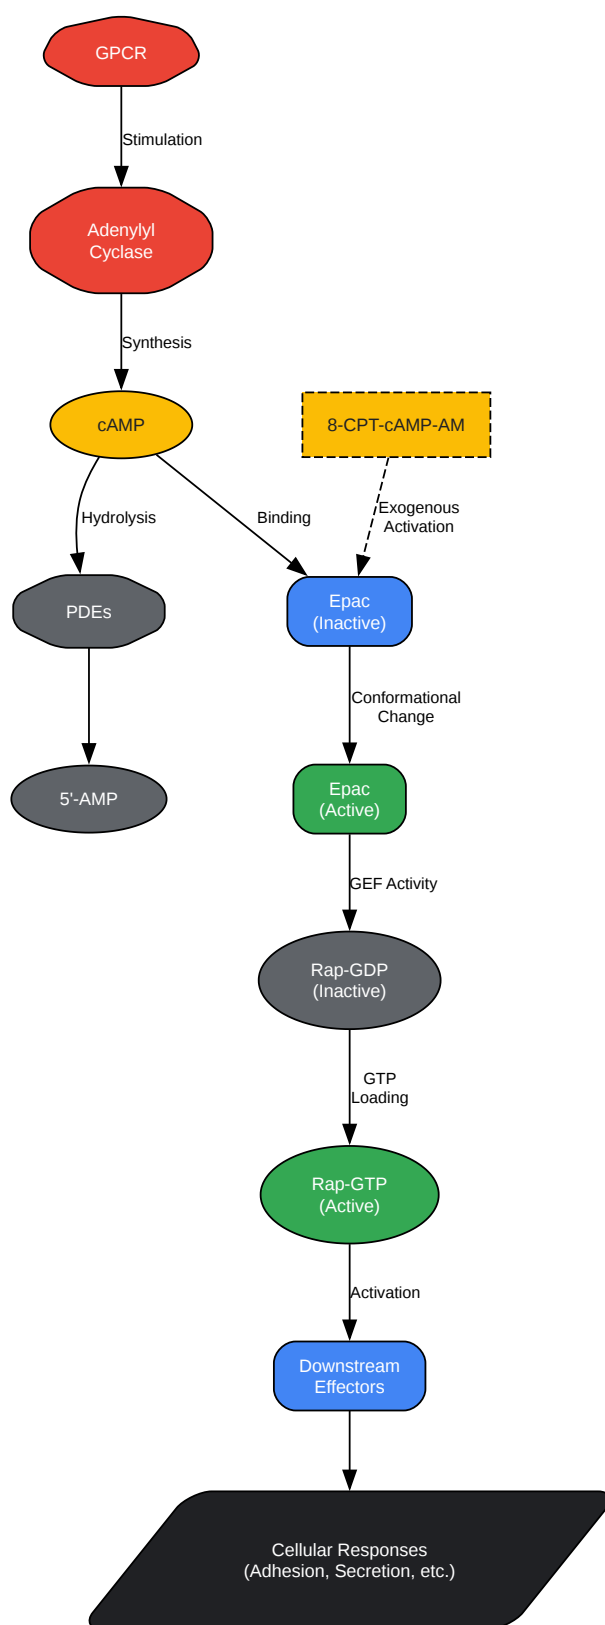 GPCR
Stimulation
Adenylyl
Cyclase
Synthesis
cAMP
8-CPT-cAMP-AM
Hydrolysis
Binding
Exogenous
Activation
PDEs
Epac
(Inactive)
Conformational
Change
5'-AMP
Epac
(Active)
GEF Activity
Rap-GDP
(Inactive)
GTP
Loading
Rap-GTP
(Active)
Activation
Downstream
Effectors
Cellular Responses
(Adhesion, Secretion, etc.)